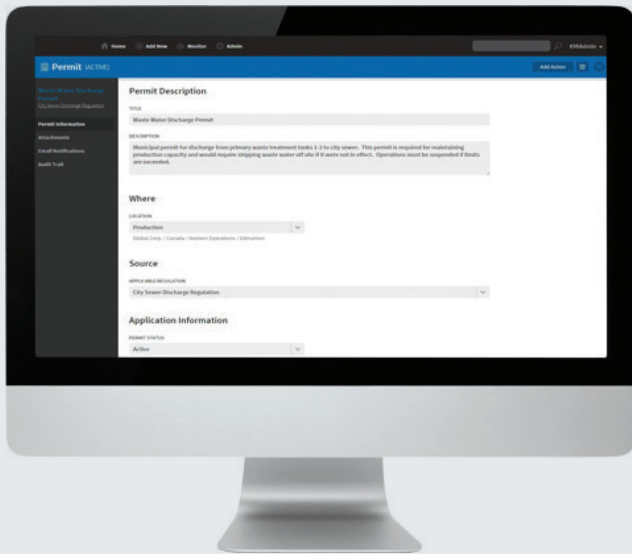 Home Add New Monitor Admin KMIAdmin
Permit (ACTIVE) Add Action
Waste Water Discharge
Permit
City Sewer Discharge Regulation
Permit Information
Attachments
Email Notifications
Audit Trail
Permit Description
TITLE
Waste Water Discharge Permit
DESCRIPTION
Municipal permit for discharge from primary waste treatment tanks 1-3 to city sewer. This permit is required for maintaining
production capacity and would require shipping waste water off site if it were not in effect. Operations must be suspended if limits
are exceeded.
Where
LOCATION
Production
Global Corp. / Canada / Western Operations / Edmonton
Source
APPLICABLE REGULATION
City Sewer Discharge Regulation
Application Information
PERMIT STATUS
Active